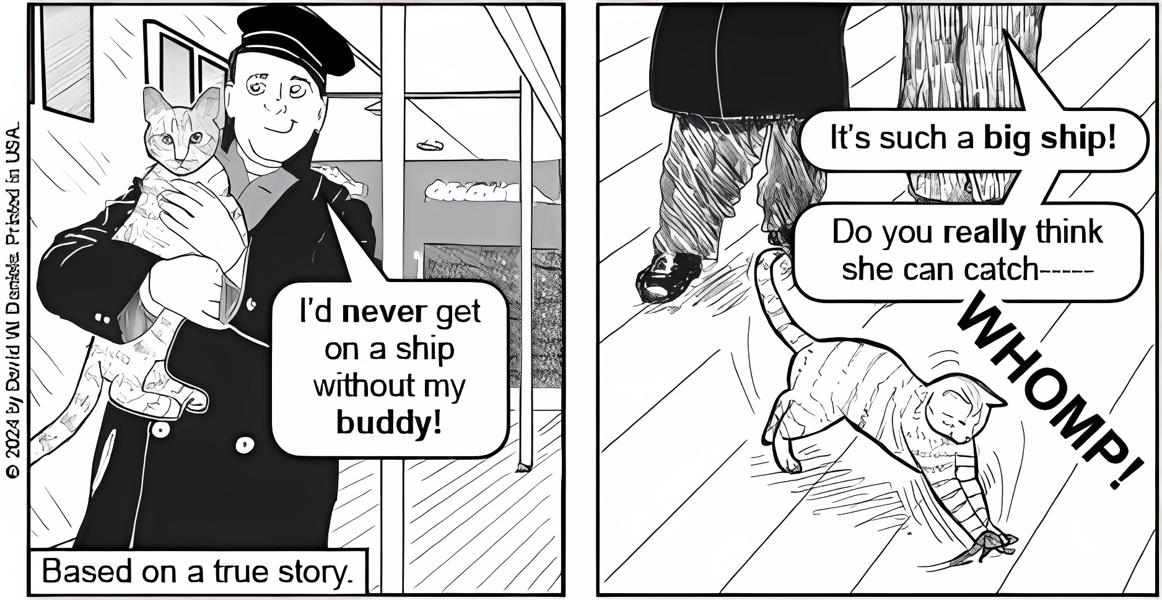 © 2024 by David W. Daniels. Printed in USA.
I'd never get
on a ship
without my
buddy!
Based on a true story.
It's such a big ship!
Do you really think
she can catch-----
WHOMP!